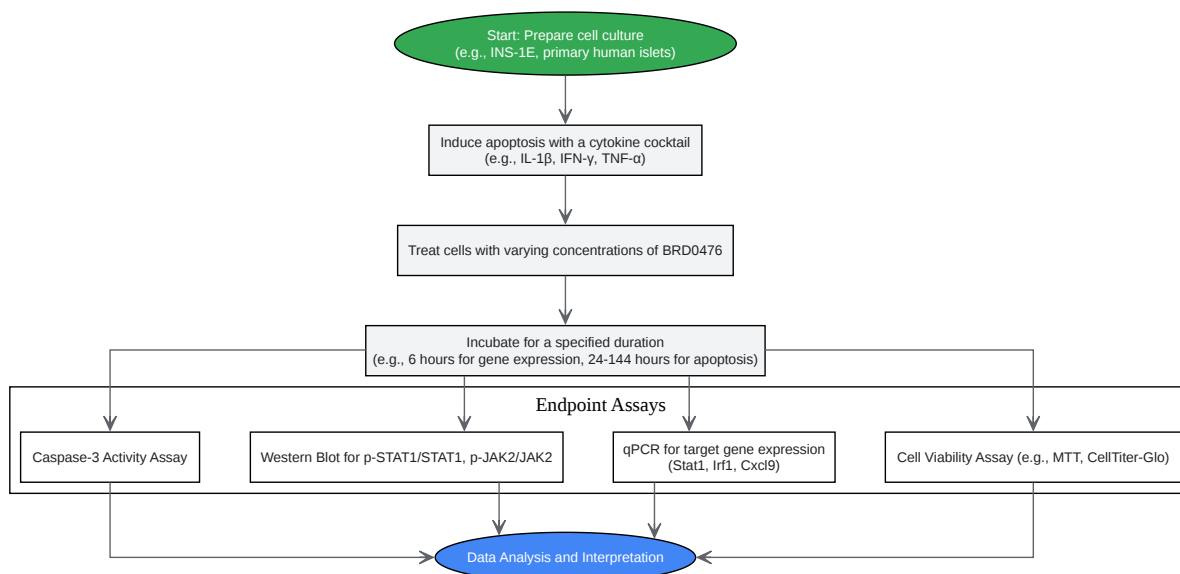 Start: Prepare cell culture
(e.g., INS-1E, primary human islets)
Induce apoptosis with a cytokine cocktail
(e.g., IL-1β, IFN-γ, TNF-α)
Treat cells with varying concentrations of BRD0476
Incubate for a specified duration
(e.g., 6 hours for gene expression, 24-144 hours for apoptosis)
Endpoint Assays
Caspase-3 Activity Assay
Western Blot for p-STAT1/STAT1, p-JAK2/JAK2
qPCR for target gene expression
(Stat1, Irf1, Cxcl9)
Cell Viability Assay (e.g., MTT, CellTiter-Glo)
Data Analysis and Interpretation